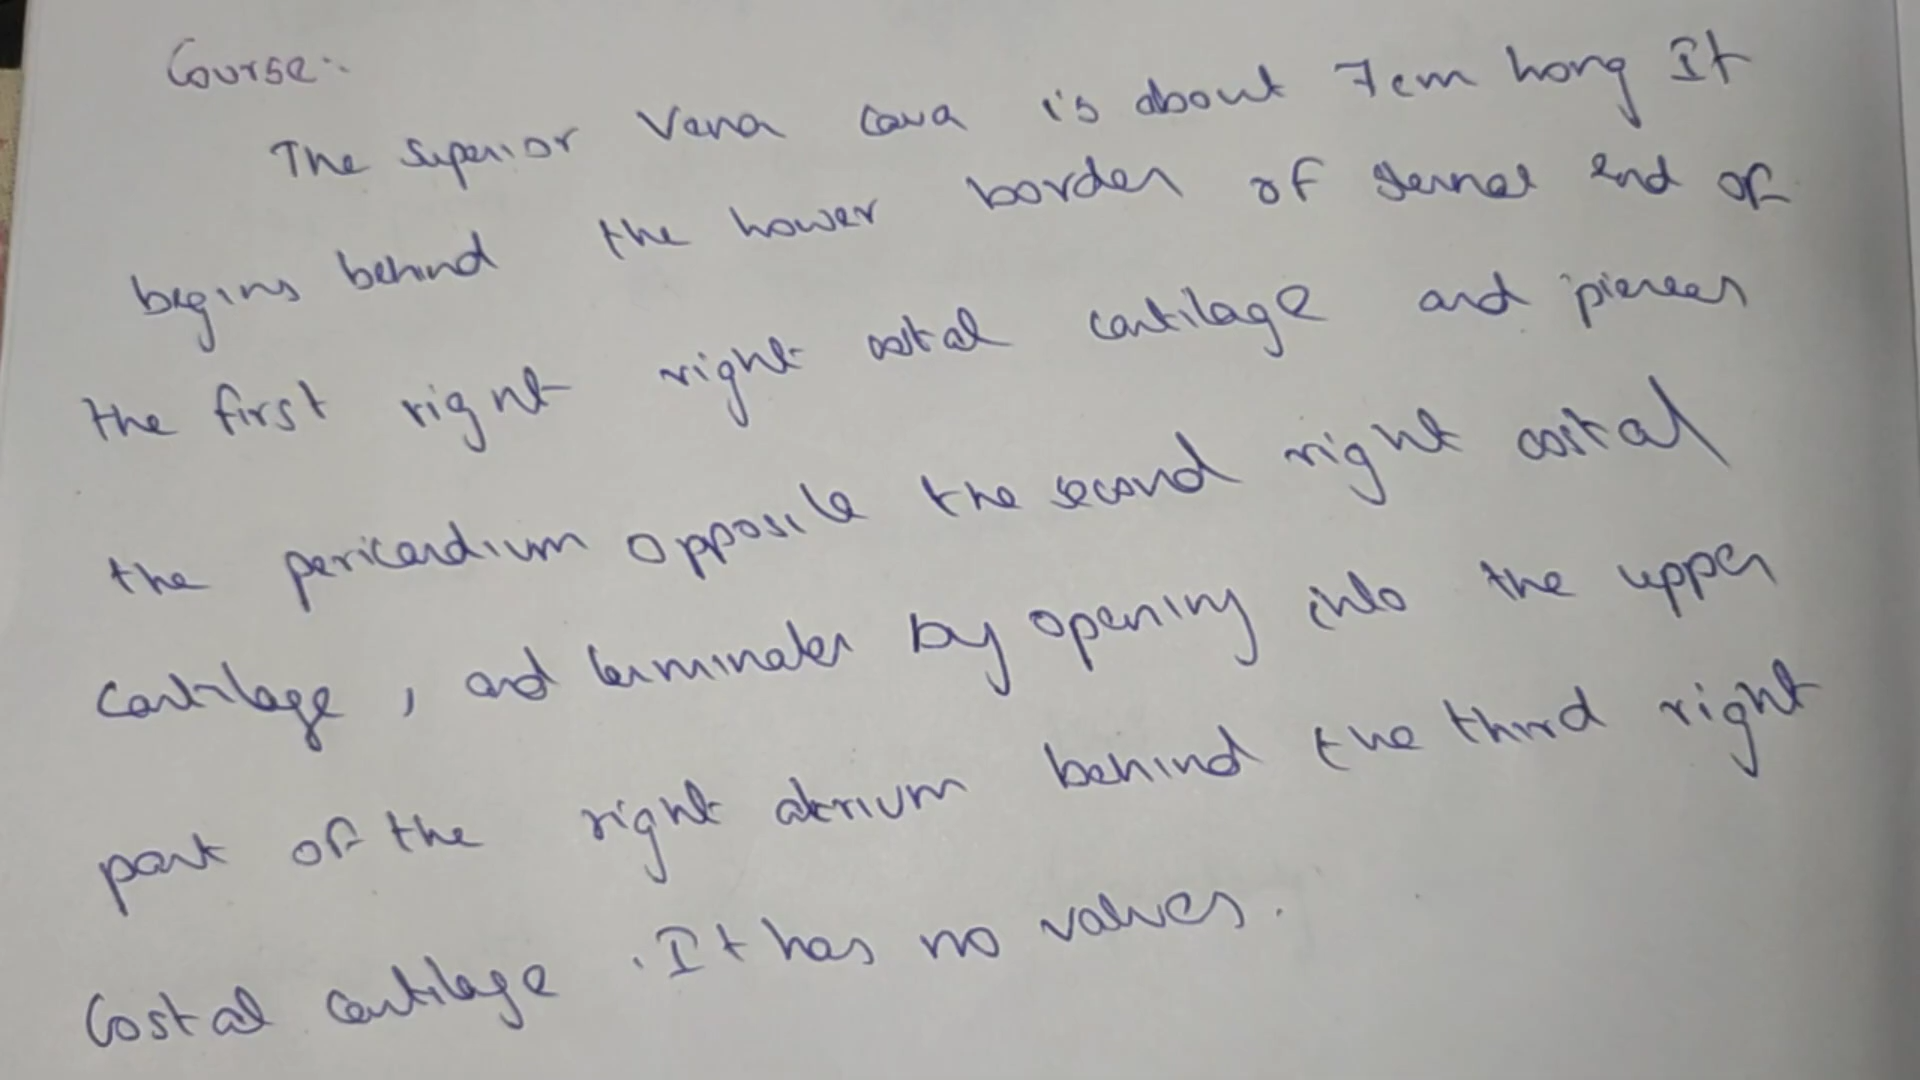 Course:-
The Superior Vena cava is about 7cm long It
begins behind the lower border of sternal end of
the first right right costal cartilage and pierces
the pericardium opposite the second right costal
cartilage, and terminates by opening into the upper
part of the right atrium behind the third right
Costal cartilage. It has no valves.